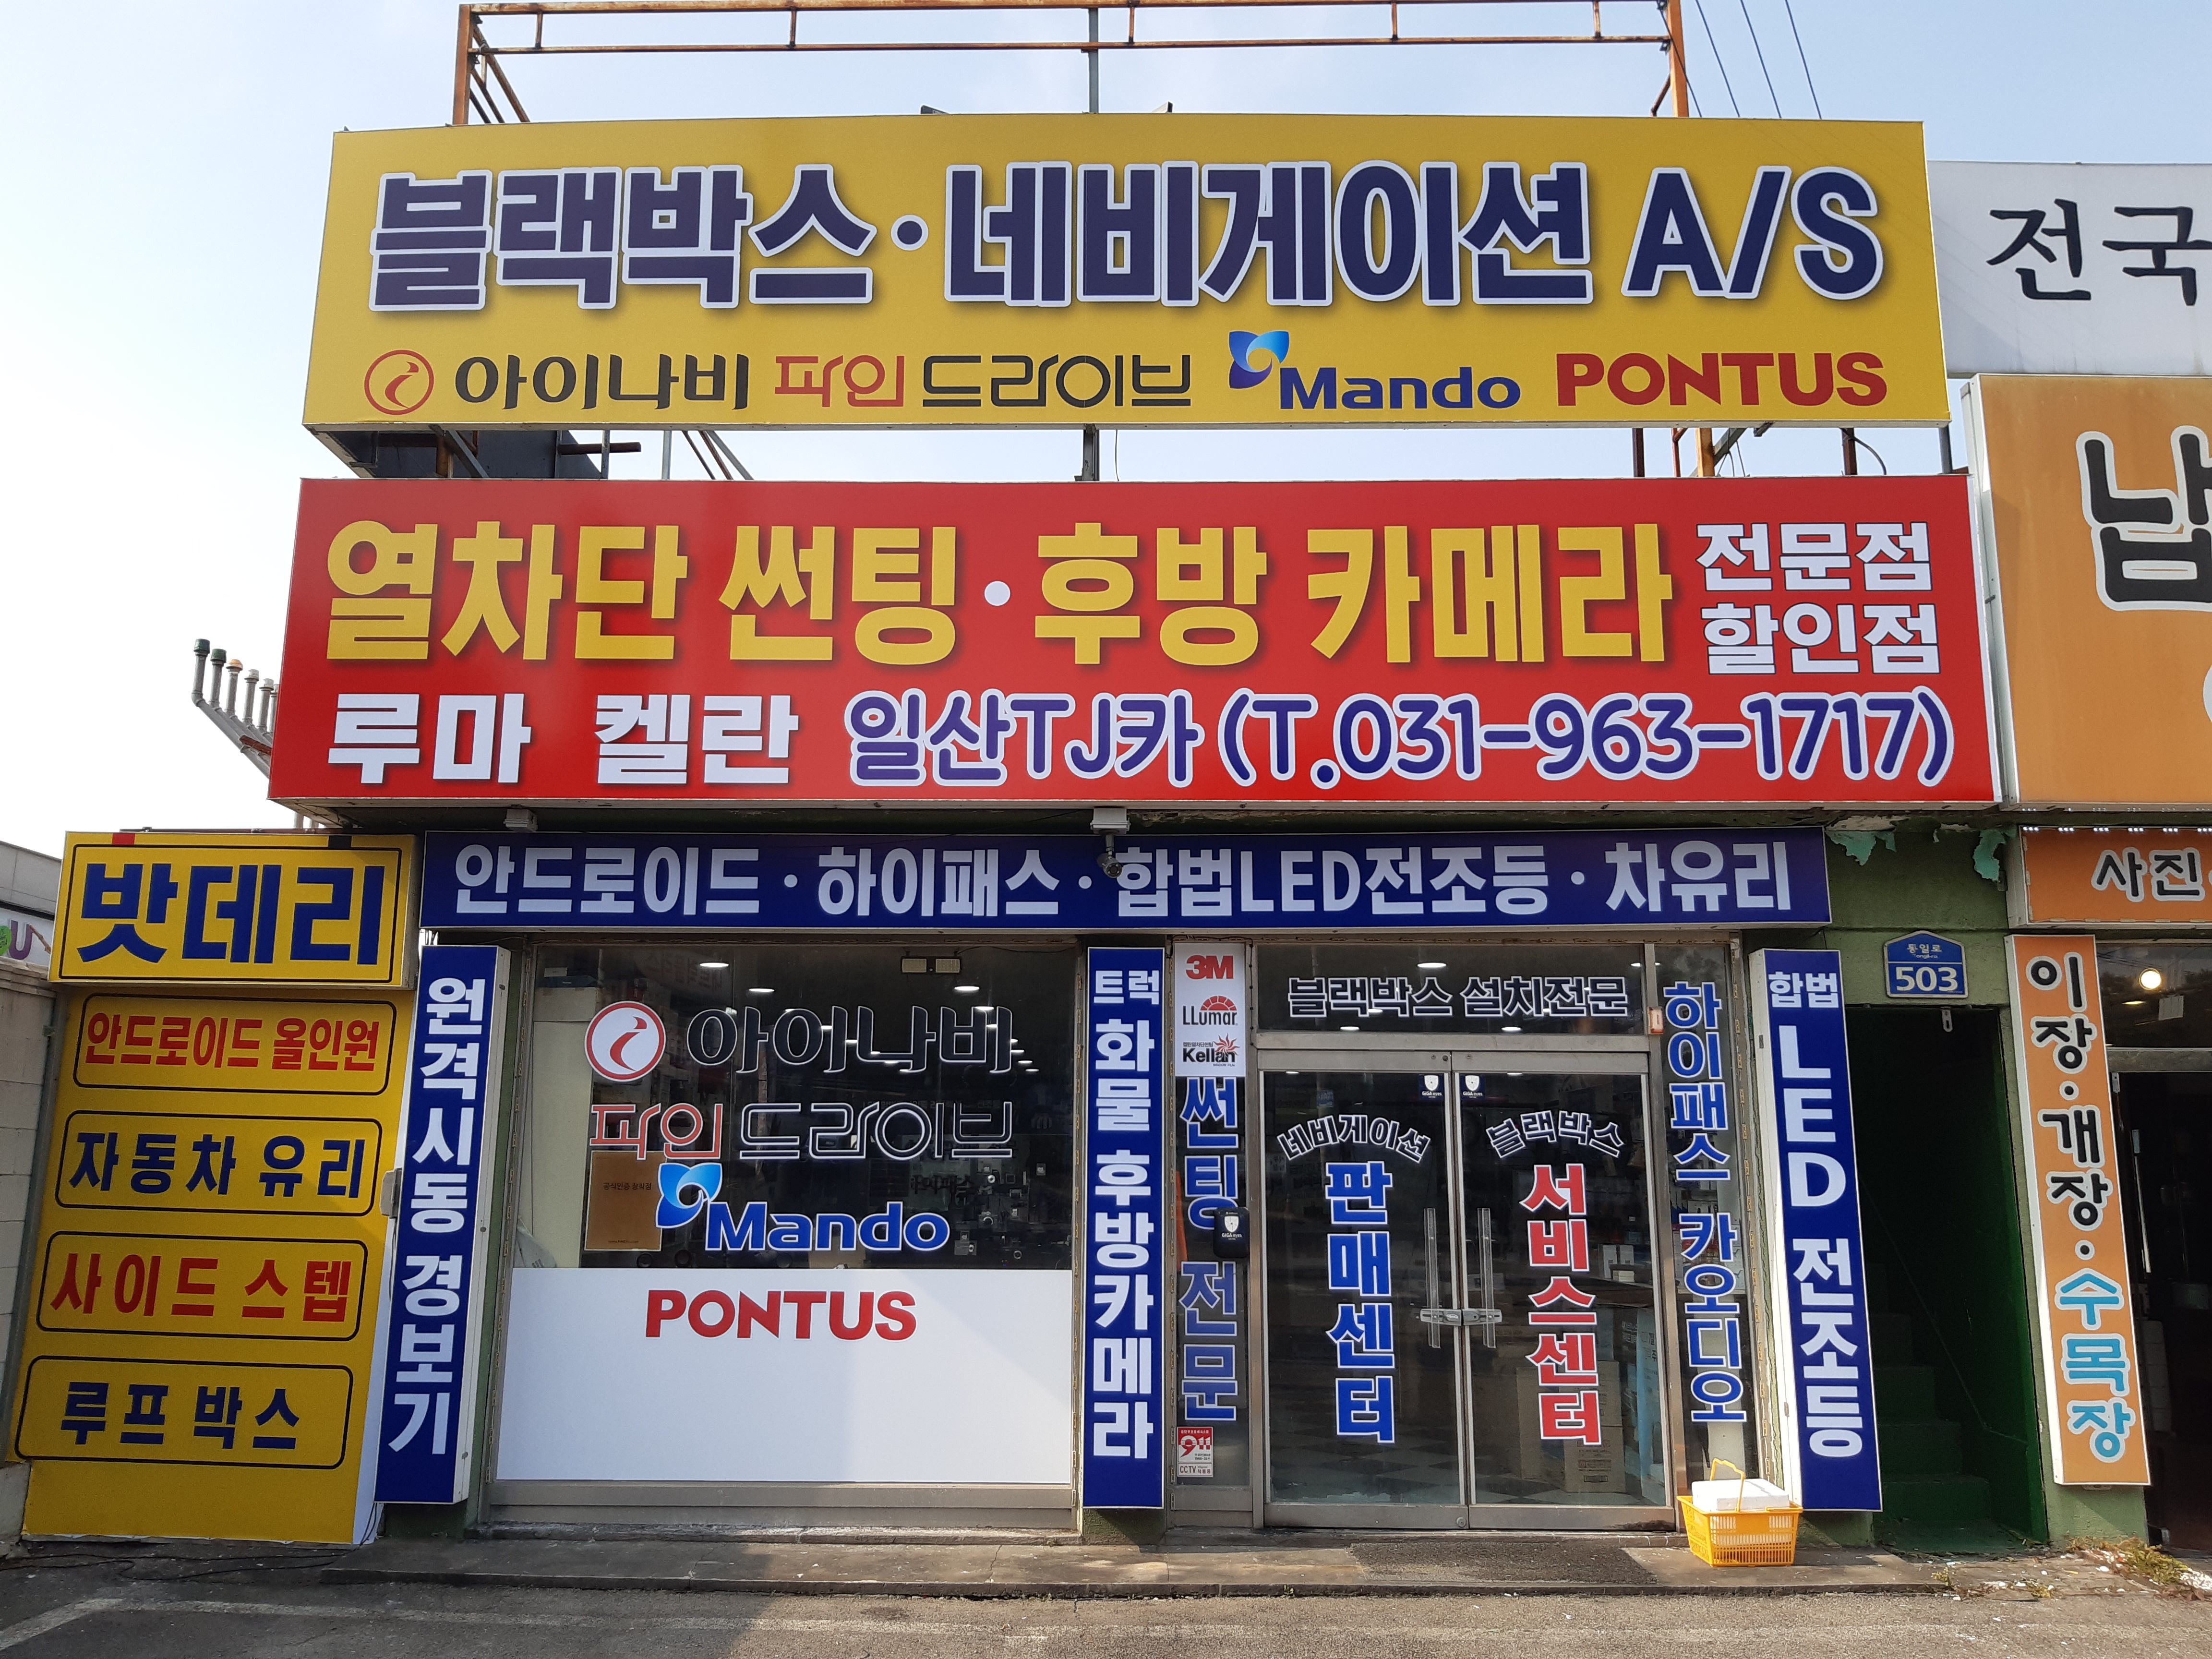 블랙박스·네비게이션 A/S
아이나비 파인드라이브 Mando PONTUS
전국
열차단 썬팅·후방 카메라 전문점 할인점
루마 켈란 일산TJ카 (T.031-963-1717)
밧데리
안드로이드 올인원
자동차 유리
사이드 스텝
루프 박스
안드로이드·하이패스·합법LED전조등·차유리
원격시동 경보기
아이나비
파인드라이브
Mando
PONTUS
트럭 화물 후방카메라
3M
LLumar
Kellan
썬팅 전문
911
CCTV
블랙박스 설치전문
네비게이션
판매센터
블랙박스
서비스센터
하이패스 카오디오
합법 LED 전조등
통일로
503
사진
이장·개장·수목장